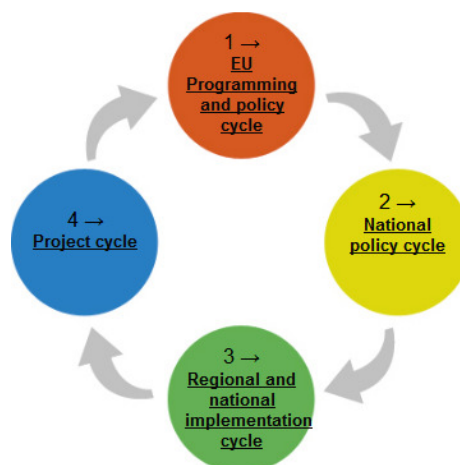 1 →
EU
Programming
and policy
cycle
2 →
National
policy cycle
3 →
Regional and
national
implementation
cycle
4 →
Project cycle